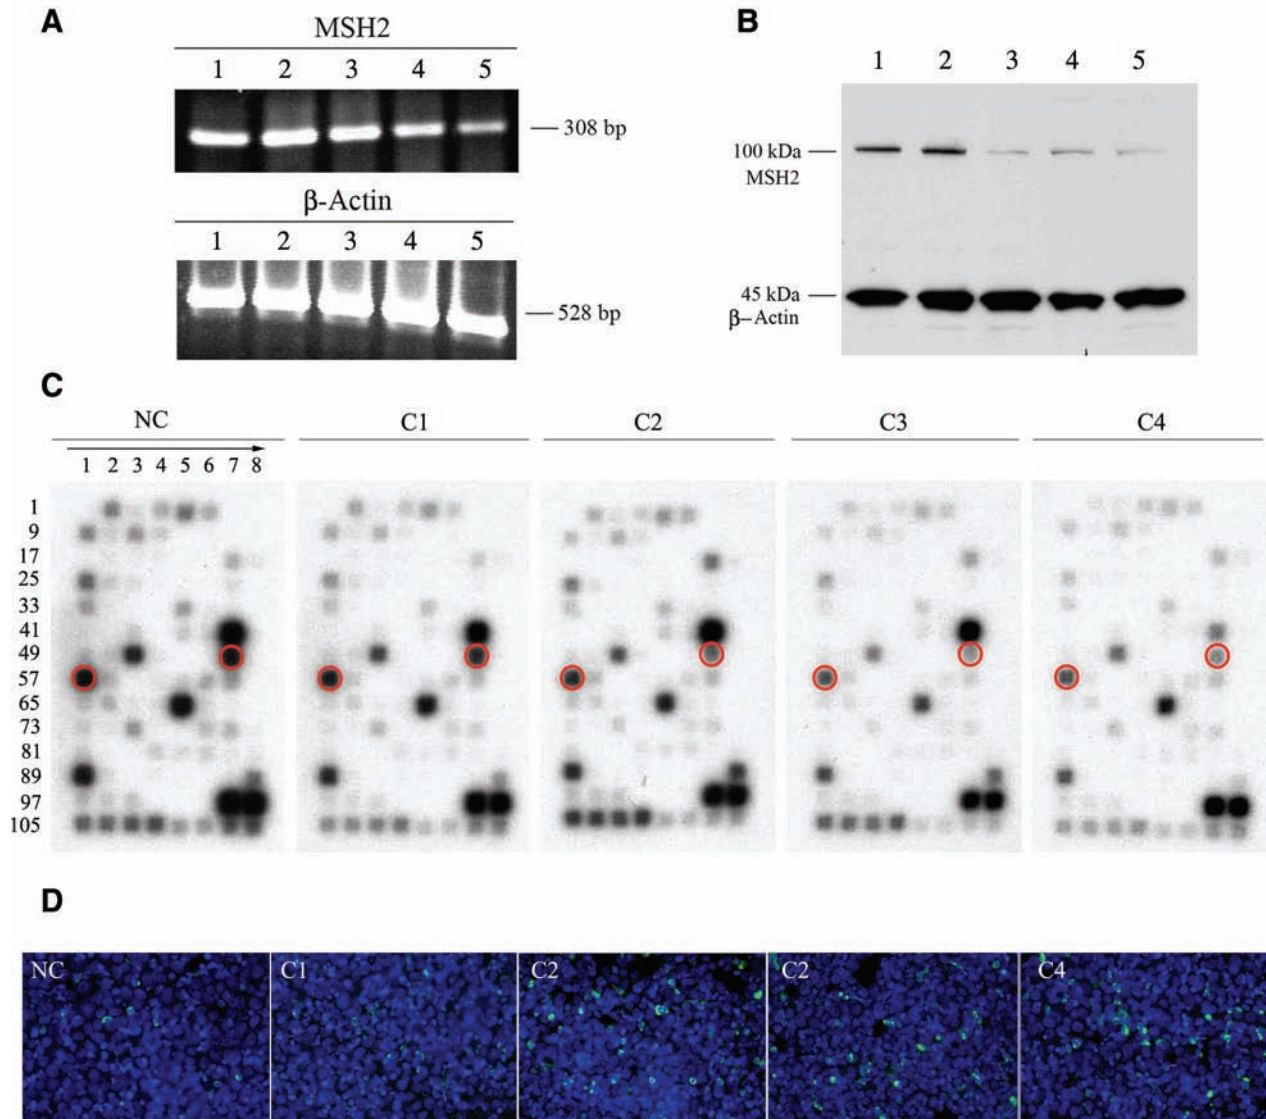 A
MSH2
1 2 3 4 5
308 bp
β-Actin
1 2 3 4 5
528 bp
B
1 2 3 4 5
100 kDa
MSH2
45 kDa
β–Actin
C
NC C1 C2 C3 C4
1 2 3 4 5 6 7 8
1
9
17
25
33
41
49
57
65
73
81
89
97
105
D
NC C1 C2 C2 C4